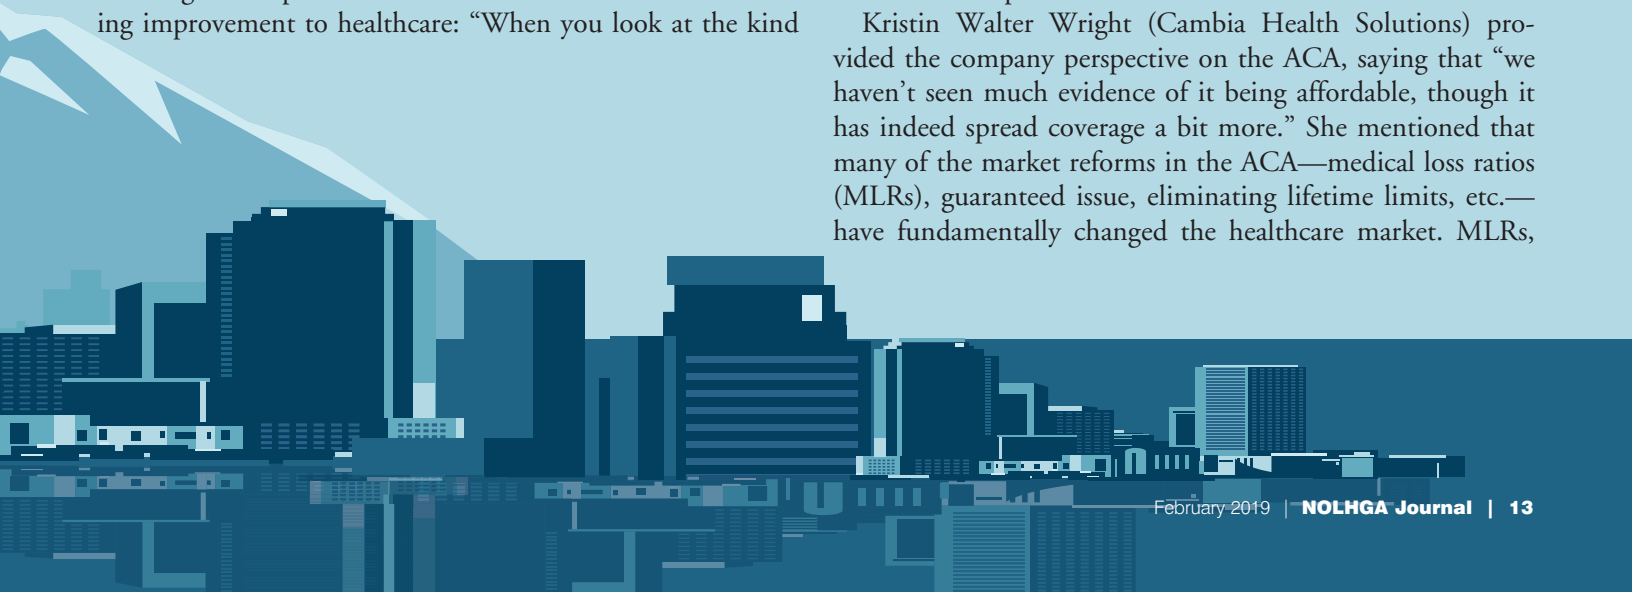 ing improvement to healthcare: “When you look at the kind
Kristin Walter Wright (Cambia Health Solutions) pro-
vided the company perspective on the ACA, saying that “we
haven’t seen much evidence of it being affordable, though it
has indeed spread coverage a bit more.” She mentioned that
many of the market reforms in the ACA—medical loss ratios
(MLRs), guaranteed issue, eliminating lifetime limits, etc.—
have fundamentally changed the healthcare market. MLRs,
February 2019 | NOLHGA Journal | 13